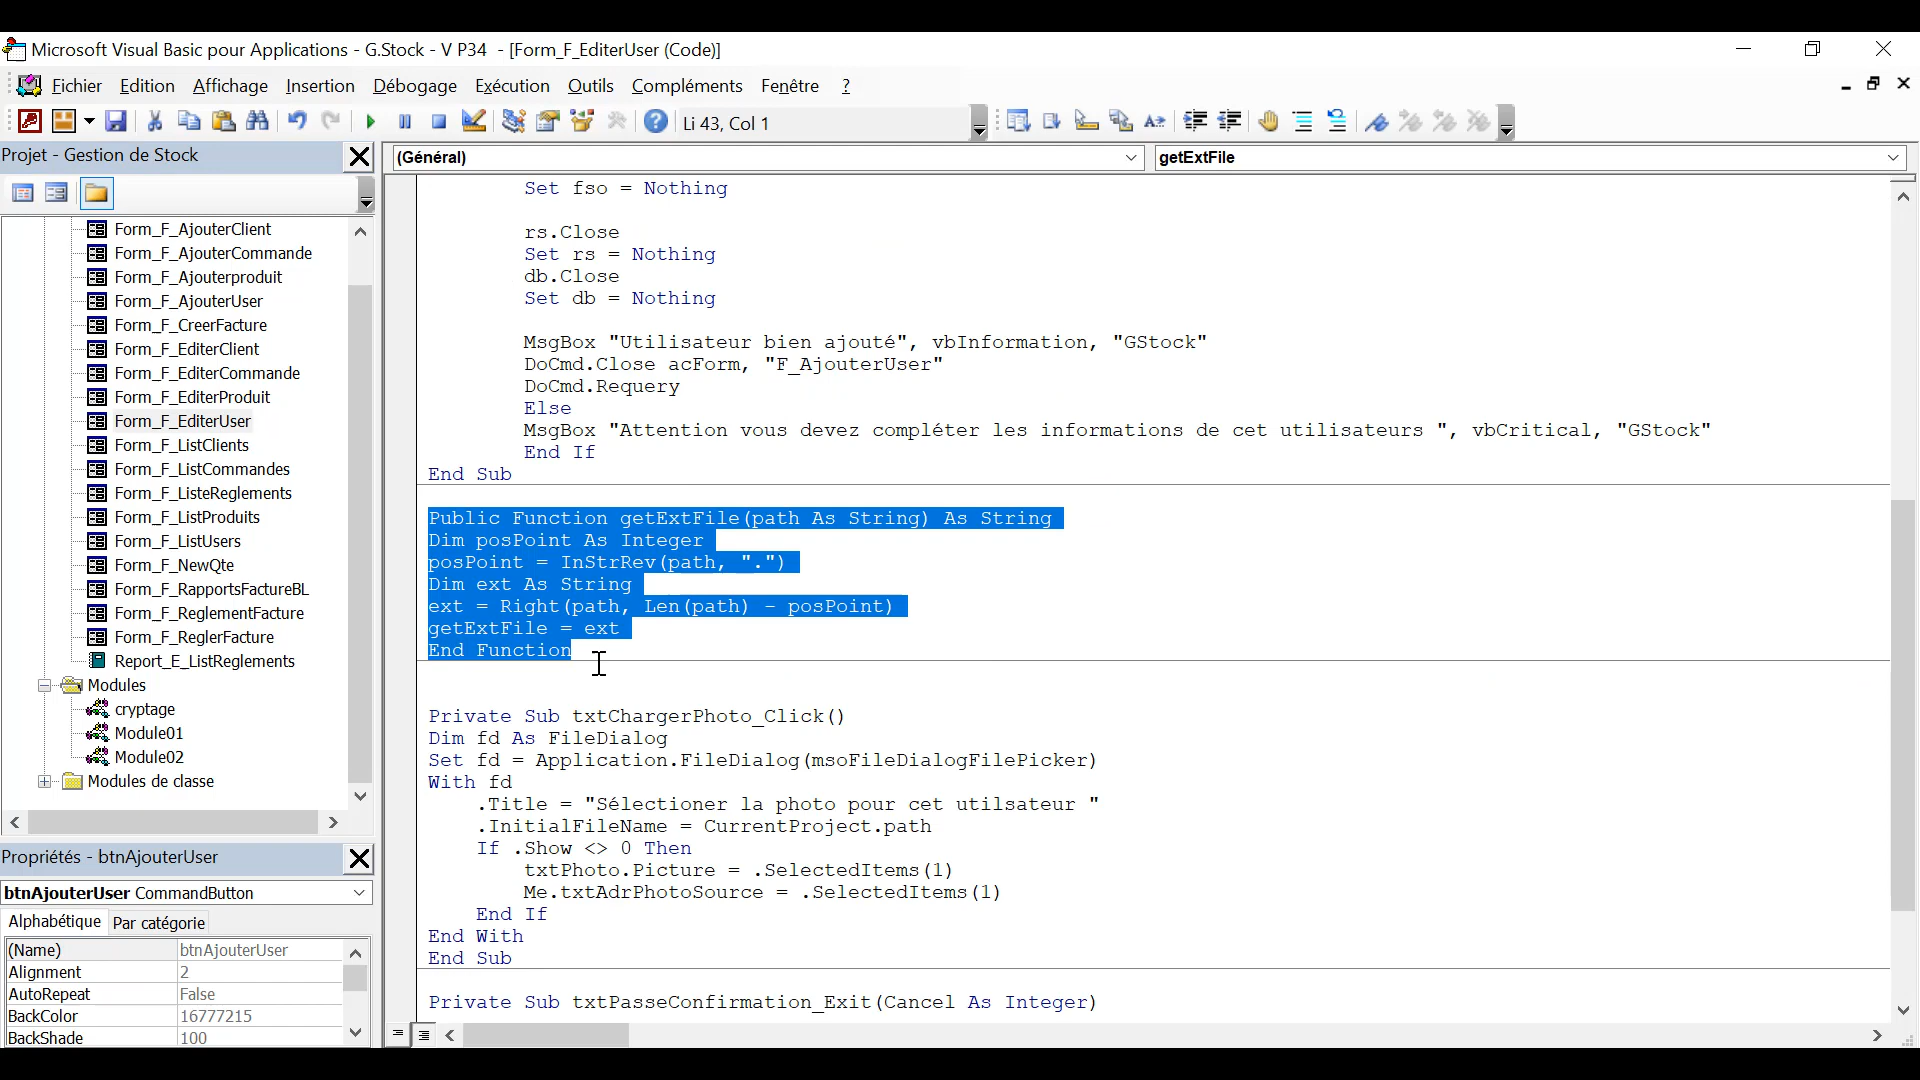 Microsoft Visual Basic pour Applications - G.Stock - V P34 - [Form_F_EditerUser (Code)]
Fichier Edition Affichage Insertion Débogage Exécution Outils Compléments Fenêtre ?
Li 43, Col 1
Projet - Gestion de Stock
(Général) getExtFile
Form_F_AjouterClient
Form_F_AjouterCommande
Form_F_Ajouterproduit
Form_F_AjouterUser
Form_F_CreerFacture
Form_F_EditerClient
Form_F_EditerCommande
Form_F_EditerProduit
Form_F_EditerUser
Form_F_ListClients
Form_F_ListCommandes
Form_F_ListeReglements
Form_F_ListProduits
Form_F_ListUsers
Form_F_NewQte
Form_F_RapportsFactureBL
Form_F_ReglementFacture
Form_F_ReglerFacture
Report_E_ListReglements
Modules
cryptage
Module01
Module02
Modules de classe
Propriétés - btnAjouterUser
btnAjouterUser CommandButton
Alphabétique Par catégorie
(Name) btnAjouterUser
Alignment 2
AutoRepeat False
BackColor 16777215
BackShade 100
Set fso = Nothing
rs.Close
Set rs = Nothing
db.Close
Set db = Nothing
MsgBox "Utilisateur bien ajouté", vbInformation, "GStock"
DoCmd.Close acForm, "F_AjouterUser"
DoCmd.Requery
Else
MsgBox "Attention vous devez compléter les informations de cet utilisateurs ", vbCritical, "GStock"
End If
End Sub
Public Function getExtFile(path As String) As String
Dim posPoint As Integer
posPoint = InStrRev(path, ".")
Dim ext As String
ext = Right(path, Len(path) - posPoint)
getExtFile = ext
End Function
Private Sub txtChargerPhoto_Click()
Dim fd As FileDialog
Set fd = Application.FileDialog(msoFileDialogFilePicker)
With fd
.Title = "Sélectioner la photo pour cet utilsateur "
.InitialFileName = CurrentProject.path
If .Show <> 0 Then
txtPhoto.Picture = .SelectedItems(1)
Me.txtAdrPhotoSource = .SelectedItems(1)
End If
End With
End Sub
Private Sub txtPasseConfirmation_Exit(Cancel As Integer)